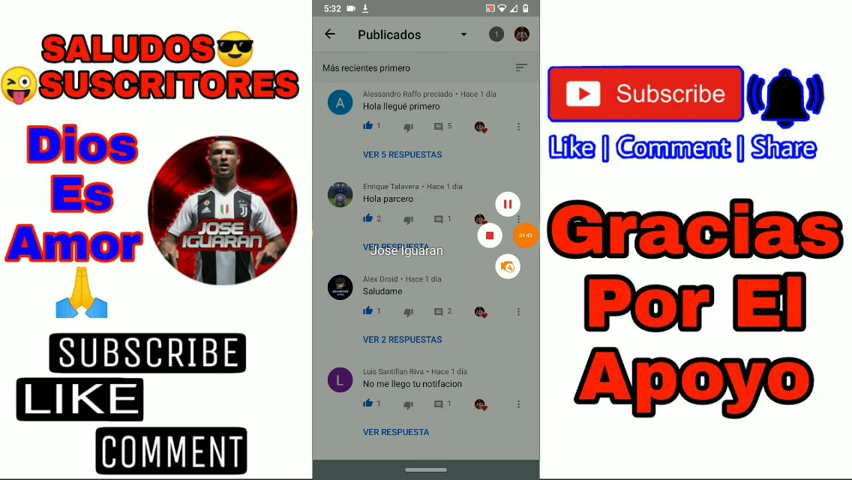 SALUDOS😎
😜SUSCRITORES
Dios
Es
Amor
🙏
JOSE
IGUARAN
SUBSCRIBE
LIKE
COMMENT
5:32
Publicados
1
Más recientes primero
A
Alessandro Raffo preciado • Hace 1 día
Hola llegué primero
1 5
VER 5 RESPUESTAS
Enrique Talavera • Hace 1 día
Hola parcero
2 1
VER RESPUESTA
Jose Iguaran
01:43
Alex Droid • Hace 1 día
Saludame
1 2
VER 2 RESPUESTAS
L
Luis Santillan Riva • Hace 1 día
No me llego tu notifacion
1 1
VER RESPUESTA
Subscribe
Like | Comment | Share
Gracias
Por El
Apoyo